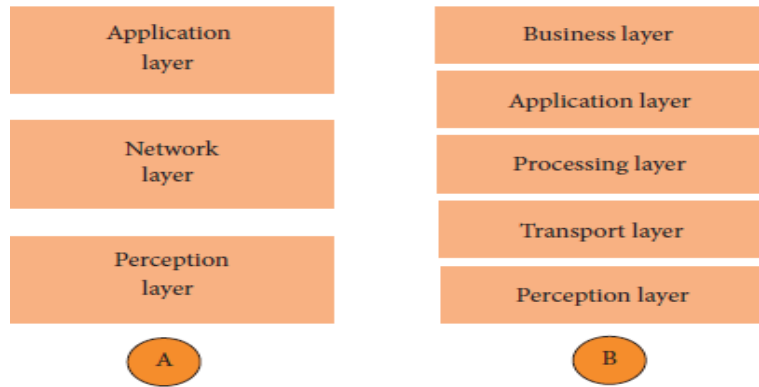 Application
layer
Network
layer
Perception
layer
A
Business layer
Application layer
Processing layer
Transport layer
Perception layer
B